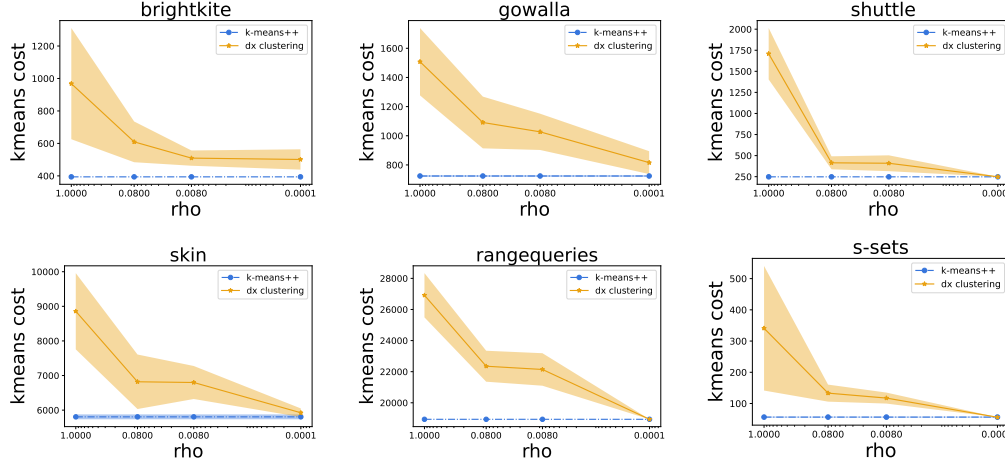 brightkite
kmeans cost
1200
1000
800
600
400
k-means++
dx clustering
1.0000
0.0800
0.0080
0.0001
rho
gowalla
kmeans cost
1600
1400
1200
1000
800
k-means++
dx clustering
1.0000
0.0800
0.0080
0.0001
rho
shuttle
kmeans cost
2000
1750
1500
1250
1000
750
500
250
k-means++
dx clustering
1.0000
0.0800
0.0080
0.000
rho
skin
kmeans cost
10000
9000
8000
7000
6000
k-means++
dx clustering
1.0000
0.0800
0.0080
0.0001
rho
rangequeries
kmeans cost
28000
26000
24000
22000
20000
k-means++
dx clustering
1.0000
0.0800
0.0080
0.0001
rho
s-sets
kmeans cost
500
400
300
200
100
k-means++
dx clustering
1.0000
0.0800
0.0080
0.000
rho